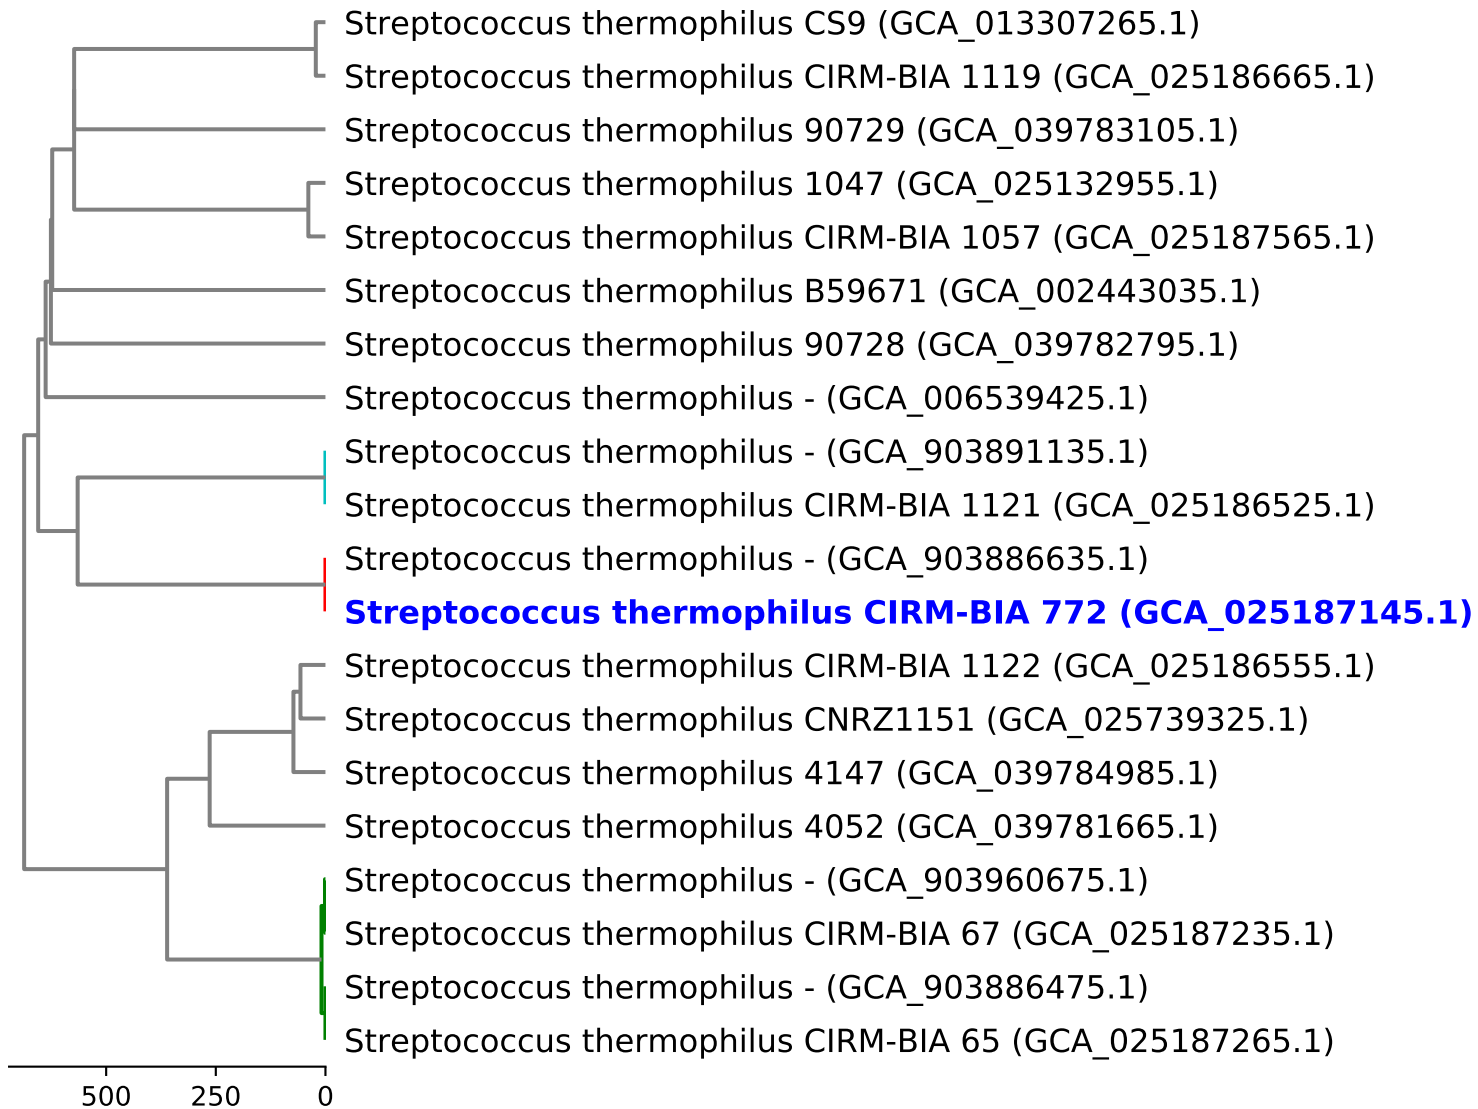 Streptococcus thermophilus CS9 (GCA_013307265.1)
Streptococcus thermophilus CIRM-BIA 1119 (GCA_025186665.1)
Streptococcus thermophilus 90729 (GCA_039783105.1)
Streptococcus thermophilus 1047 (GCA_025132955.1)
Streptococcus thermophilus CIRM-BIA 1057 (GCA_025187565.1)
Streptococcus thermophilus B59671 (GCA_002443035.1)
Streptococcus thermophilus 90728 (GCA_039782795.1)
Streptococcus thermophilus - (GCA_006539425.1)
Streptococcus thermophilus - (GCA_903891135.1)
Streptococcus thermophilus CIRM-BIA 1121 (GCA_025186525.1)
Streptococcus thermophilus - (GCA_903886635.1)
Streptococcus thermophilus CIRM-BIA 772 (GCA_025187145.1)
Streptococcus thermophilus CIRM-BIA 1122 (GCA_025186555.1)
Streptococcus thermophilus CNRZ1151 (GCA_025739325.1)
Streptococcus thermophilus 4147 (GCA_039784985.1)
Streptococcus thermophilus 4052 (GCA_039781665.1)
Streptococcus thermophilus - (GCA_903960675.1)
Streptococcus thermophilus CIRM-BIA 67 (GCA_025187235.1)
Streptococcus thermophilus - (GCA_903886475.1)
Streptococcus thermophilus CIRM-BIA 65 (GCA_025187265.1)
500 250 0